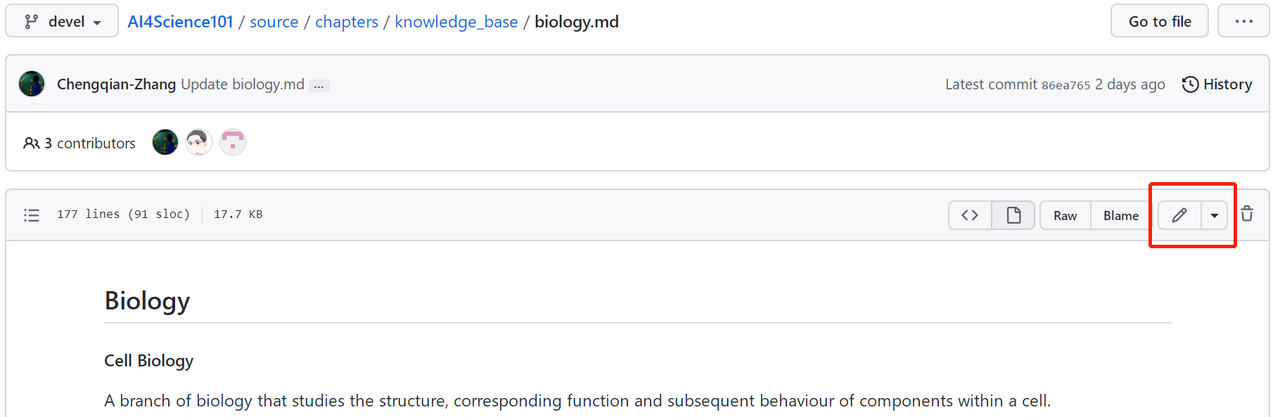 devel AI4Science101 / source / chapters / knowledge_base / biology.md Go to file ...
Chengqian-Zhang Update biology.md ... Latest commit 86ea765 2 days ago History
3 contributors
177 lines (91 sloc) 17.7 KB <> Raw Blame
Biology
Cell Biology
A branch of biology that studies the structure, corresponding function and subsequent behaviour of components within a cell.